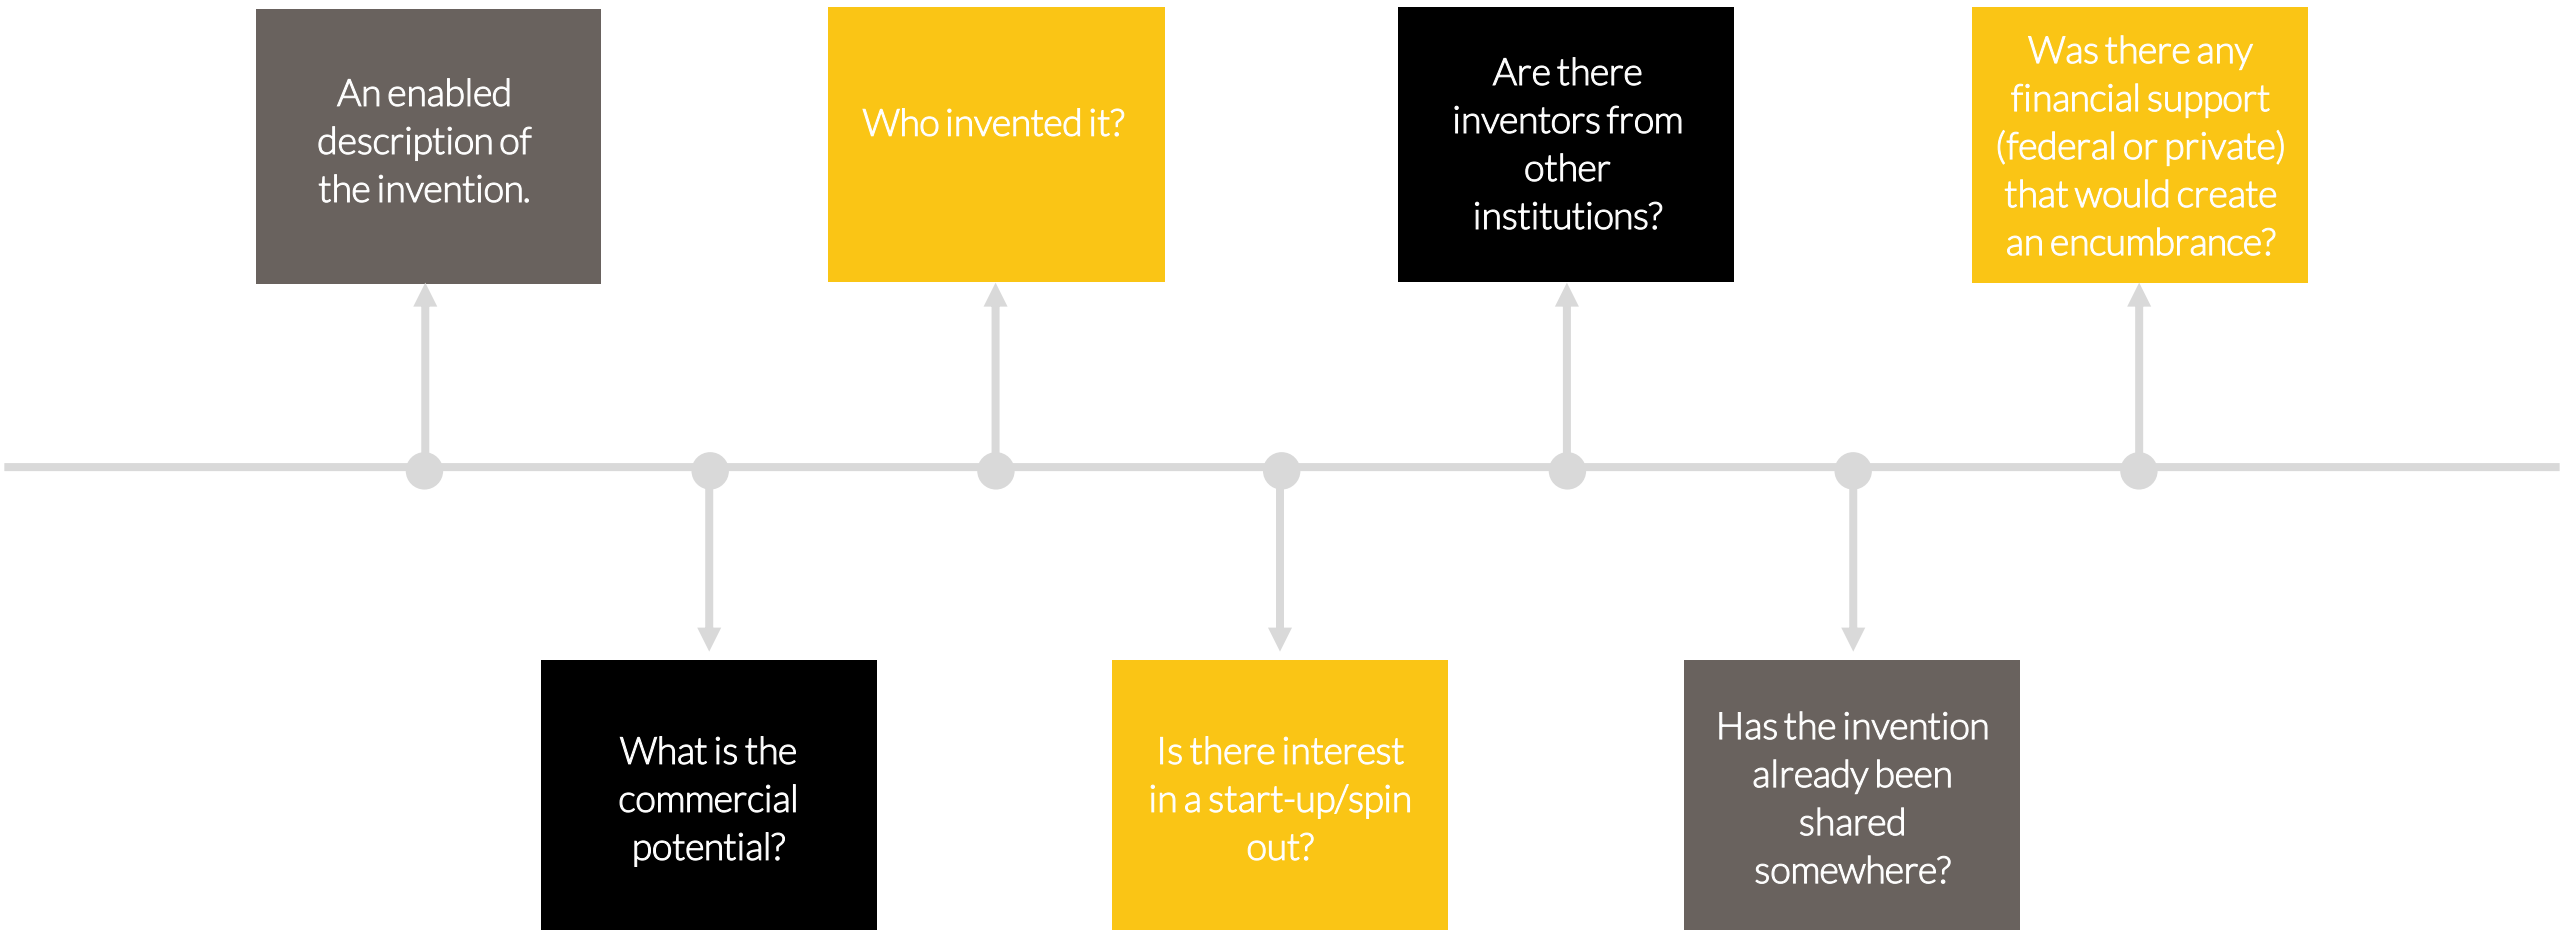 An enabled
description of
the invention.
What is the
commercial
potential?
Who invented it?
Is there interest
in a start-up/spin
out?
Are there
inventors from
other
institutions?
Has the invention
already been
shared
somewhere?
Was there any
financial support
(federal or private)
that would create
an encumbrance?